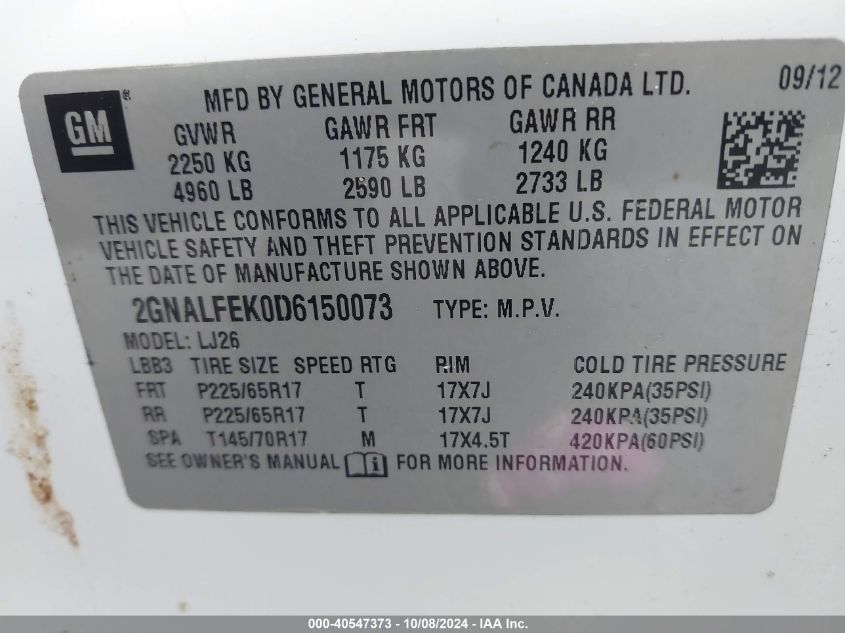 GM®
MFD BY GENERAL MOTORS OF CANADA LTD. 09/12
GVWR GAWR FRT GAWR RR
2250 KG 1175 KG 1240 KG
4960 LB 2590 LB 2733 LB
THIS VEHICLE CONFORMS TO ALL APPLICABLE U.S. FEDERAL MOTOR
VEHICLE SAFETY AND THEFT PREVENTION STANDARDS IN EFFECT ON
THE DATE OF MANUFACTURE SHOWN ABOVE.
2GNALFEK0D6150073 TYPE: M.P.V.
MODEL: LJ26
LBB3 TIRE SIZE SPEED RTG RIM COLD TIRE PRESSURE
FRT P225/65R17 T 17X7J 240KPA(35PSI)
RR P225/65R17 T 17X7J 240KPA(35PSI)
SPA T145/70R17 M 17X4.5T 420KPA(60PSI)
SEE OWNER'S MANUAL FOR MORE INFORMATION.
000-40547373 - 10/08/2024 - IAA Inc.